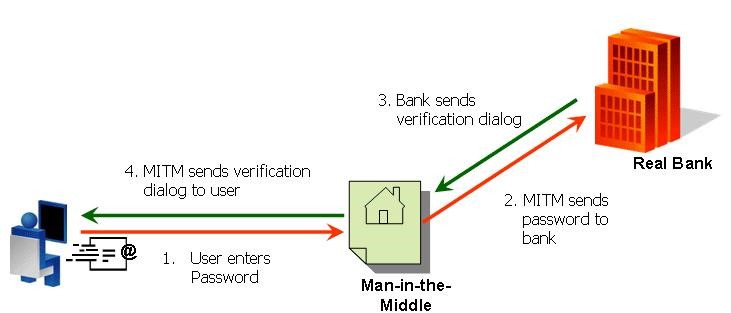 3. Bank sends
verification dialog
Real Bank
4. MITM sends verification
dialog to user
2. MITM sends
password to
bank
@
1. User enters
Password
Man-in-the-
Middle